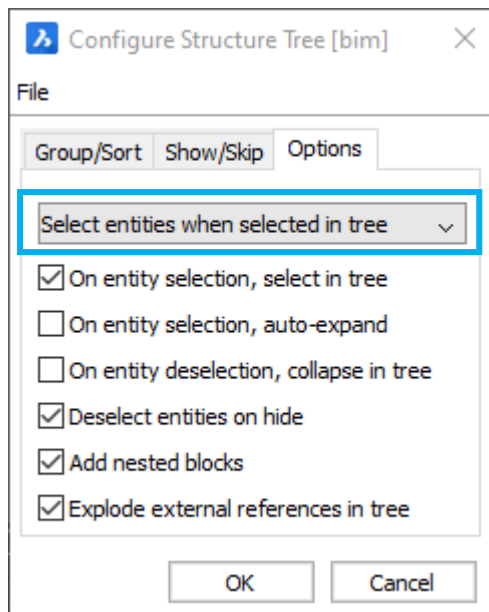 Configure Structure Tree [bim]
File
Group/Sort Show/Skip Options
Select entities when selected in tree
On entity selection, select in tree
On entity selection, auto-expand
On entity deselection, collapse in tree
Deselect entities on hide
Add nested blocks
Explode external references in tree
OK Cancel